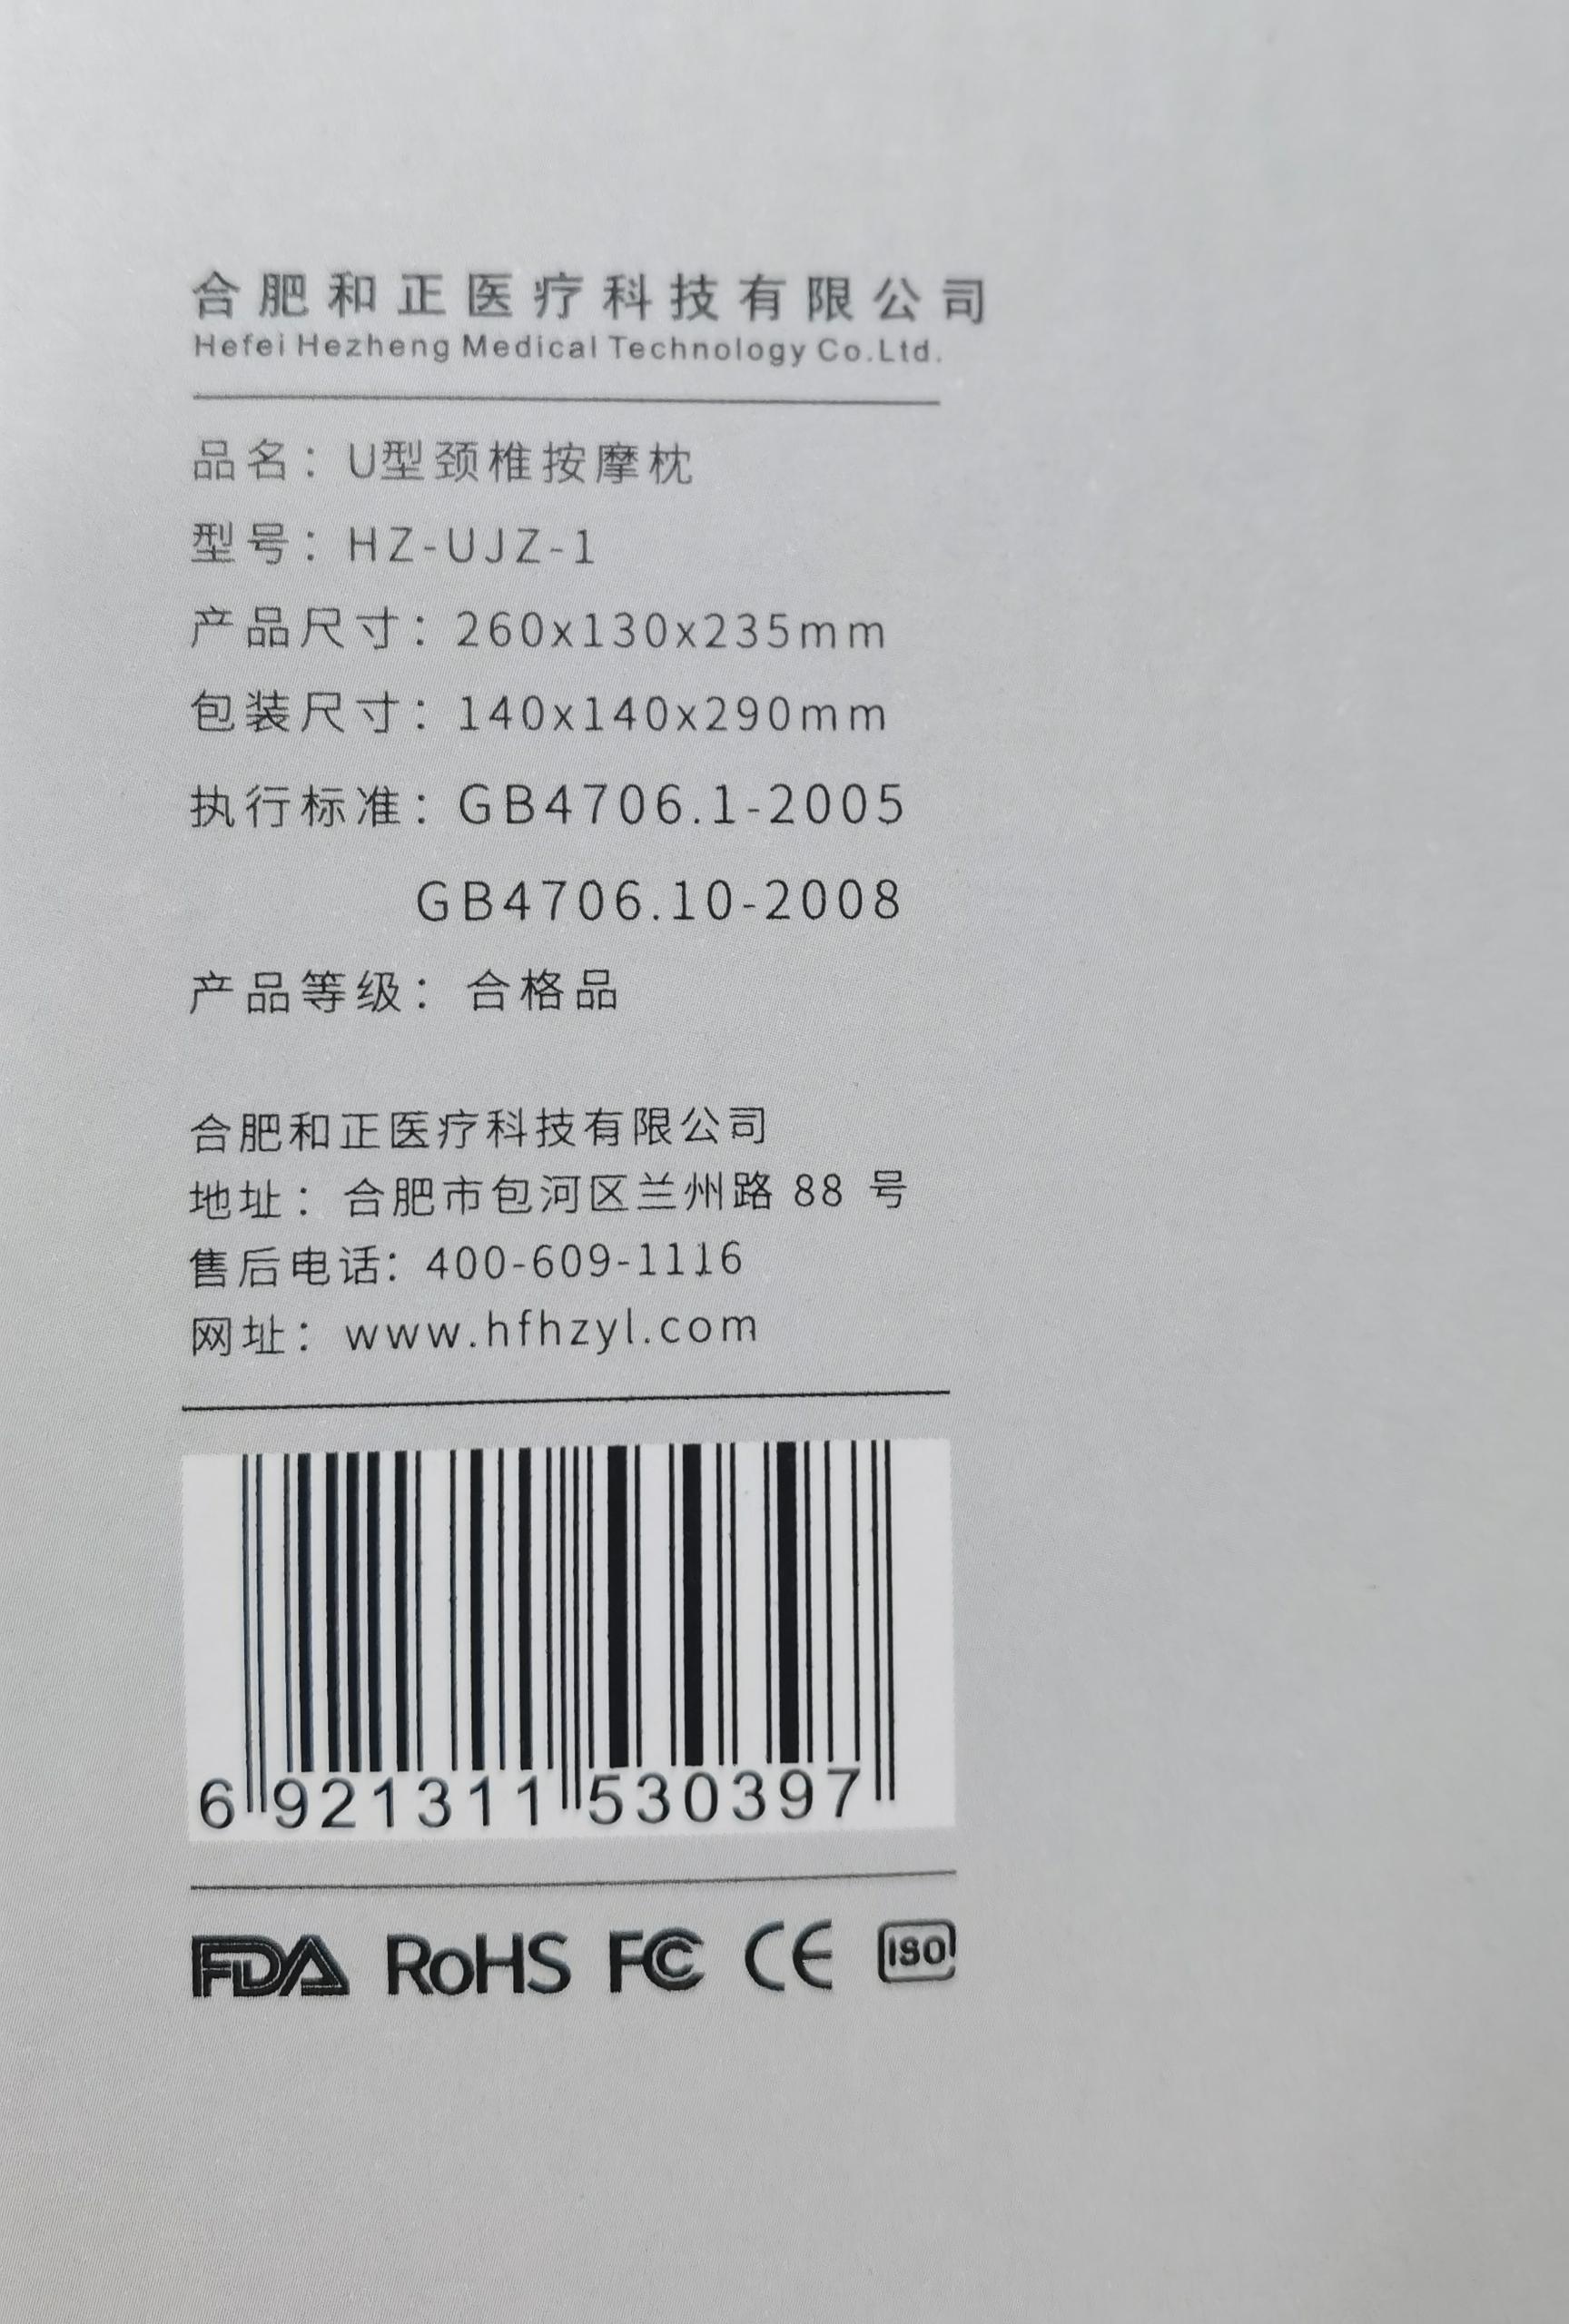 合肥和正医疗科技有限公司
Hefei Hezheng Medical Technology Co.Ltd.
品名：U型颈椎按摩枕
型号：HZ-UJZ-1
产品尺寸：260x130x235mm
包装尺寸：140x140x290mm
执行标准：GB4706.1-2005
GB4706.10-2008
产品等级：合格品
合肥和正医疗科技有限公司
地址：合肥市包河区兰州路 88 号
售后电话：400-609-1116
网址：www.hfhzyl.com
6 921311 530397
FDA RoHS FC CE ISO